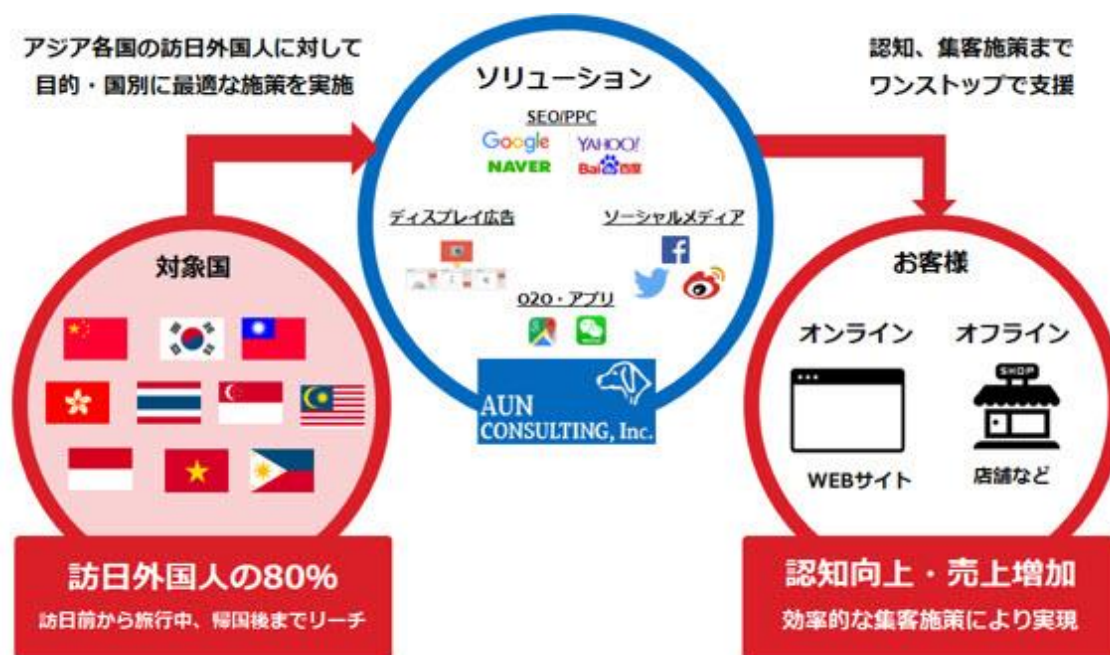 アジア各国の訪日外国人に対して
目的・国別に最適な施策を実施
認知、集客施策まで
ワンストップで支援
ソリューション
SEO/PPC
Google
YAHOO!
NAVER
Bai百度
ディスプレイ広告
ソーシャルメディア
O2O・アプリ
AUN
CONSULTING, Inc.
対象国
訪日外国人の80%
訪日前から旅行中、帰国後までリーチ
お客様
オンライン
オフライン
SHOP
WEBサイト
店舗など
認知向上・売上増加
効率的な集客施策により実現